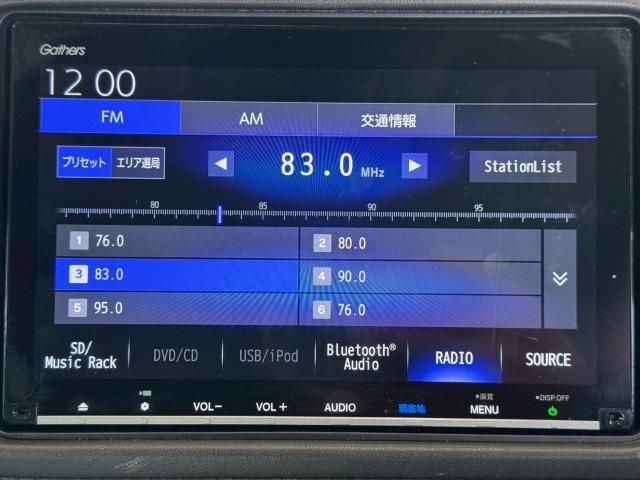 Gathers
12 00
FM AM 交通情報
プリセット エリア選局 ◀ 83.0 MHz ▶ StationList
80 85 90 95
1 76.0 2 80.0
3 83.0 4 90.0
5 95.0 6 76.0
SD/
Music Rack DVD/CD USB/iPod Bluetooth® Audio RADIO SOURCE
画質 DISP.OFF
VOL− VOL+ AUDIO 現在地 MENU